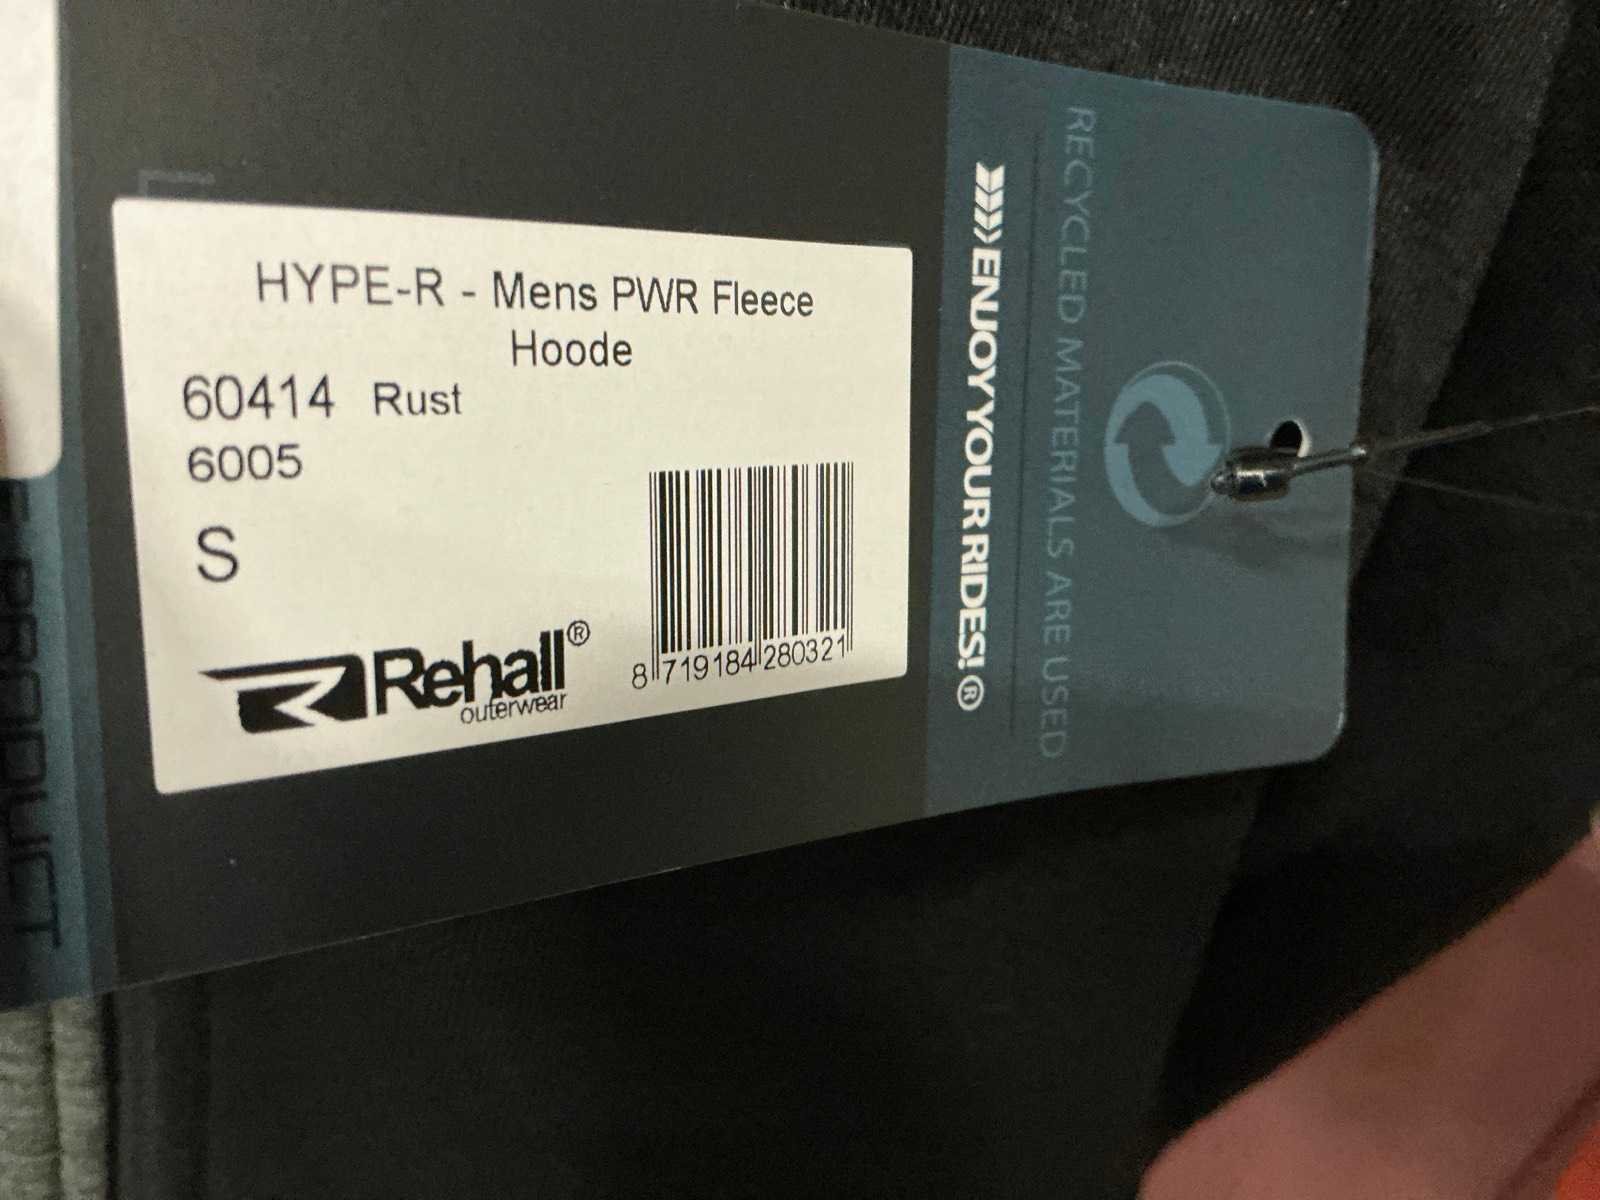 HYPE-R - Mens PWR Fleece
Hoode
60414 Rust
6005
S
Rehall®
outerwear
8 719184 280321
ENJOY YOUR RIDES!®
RECYCLED MATERIALS ARE USED
PRODUCT